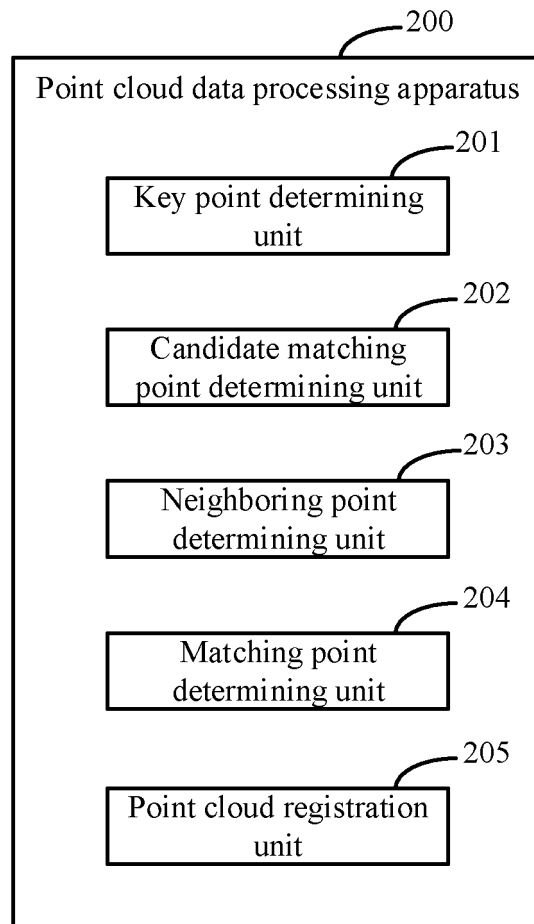 200
Point cloud data processing apparatus
201
Key point determining
unit
202
Candidate matching
point determining unit
203
Neighboring point
determining unit
204
Matching point
determining unit
205
Point cloud registration
unit